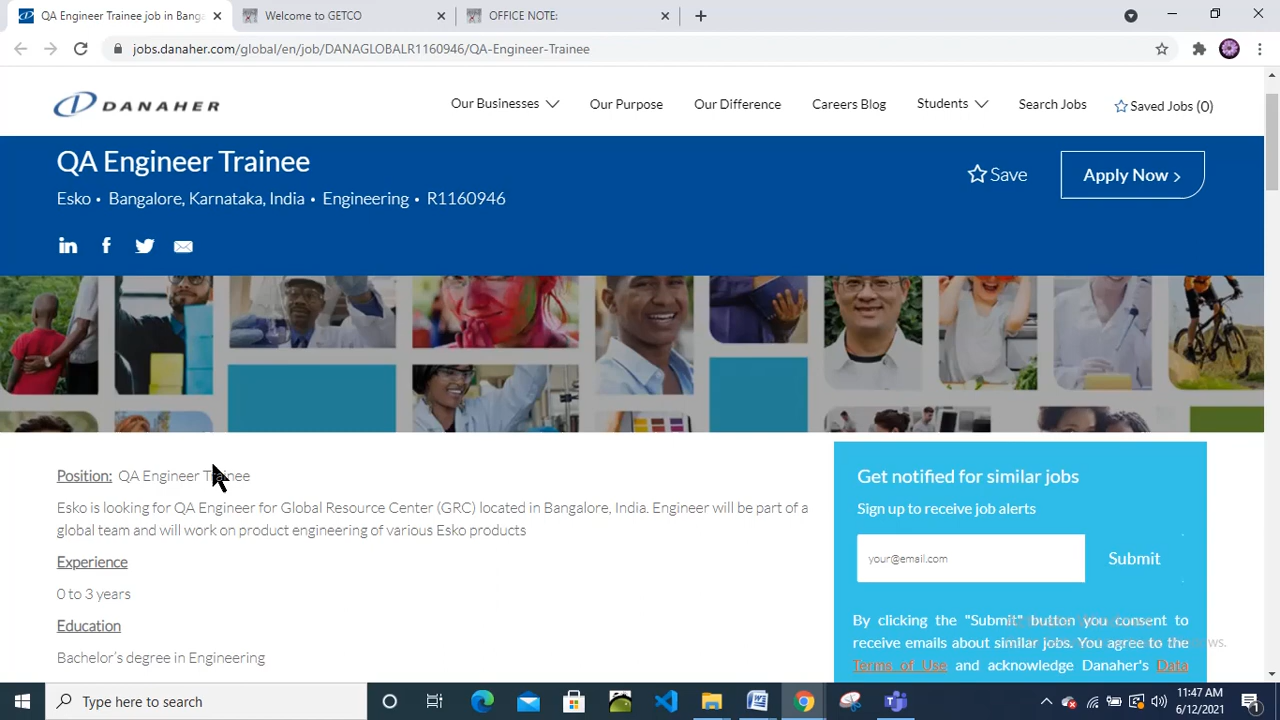 QA Engineer Trainee job in Bang
Welcome to GETCO
OFFICE NOTE:
jobs.danaher.com/global/en/job/DANAGLOBALR1160946/QA-Engineer-Trainee
DANAHER
Our Businesses
Our Purpose
Our Difference
Careers Blog
Students
Search Jobs
Saved Jobs (0)
QA Engineer Trainee
Esko • Bangalore, Karnataka, India • Engineering • R1160946
Save
Apply Now
Position: QA Engineer Trainee
Esko is looking for QA Engineer for Global Resource Center (GRC) located in Bangalore, India. Engineer will be part of a
global team and will work on product engineering of various Esko products
Experience
0 to 3 years
Education
Bachelor’s degree in Engineering
Get notified for similar jobs
Sign up to receive job alerts
your@email.com
Submit
By clicking the "Submit" button you consent to
receive emails about similar jobs. You agree to the
Terms of Use and acknowledge Danaher's Data
Type here to search
11:47 AM
6/12/2021
1